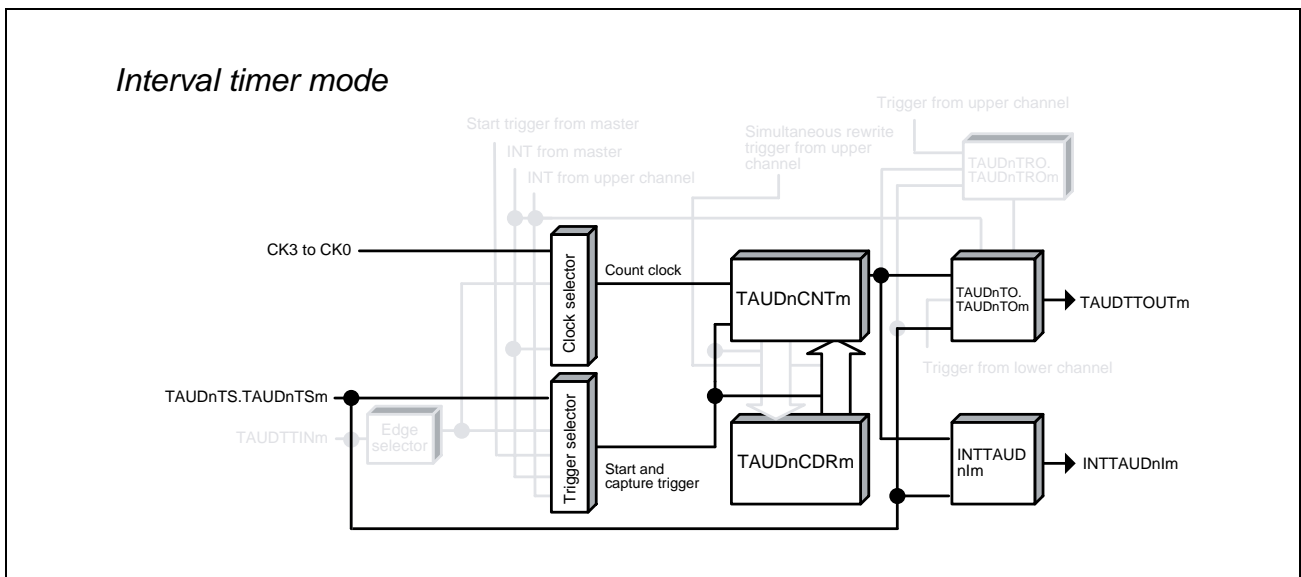 Interval timer mode
Trigger from upper channel
Start trigger from master
Simultaneous rewrite
trigger from upper
channel
INT from master
INT from upper channel
TAUDnTRO.
TAUDnTROm
CK3 to CK0
Clock selector
Count clock
TAUDnCNTm
TAUDnTO.
TAUDnTOm
TAUDTTOUTm
Trigger from lower channel
TAUDnTS.TAUDnTSm
TAUDTTINm
Edge
selector
Trigger selector
Start and
capture trigger
TAUDnCDRm
INTTAUD
nIm
INTTAUDnIm